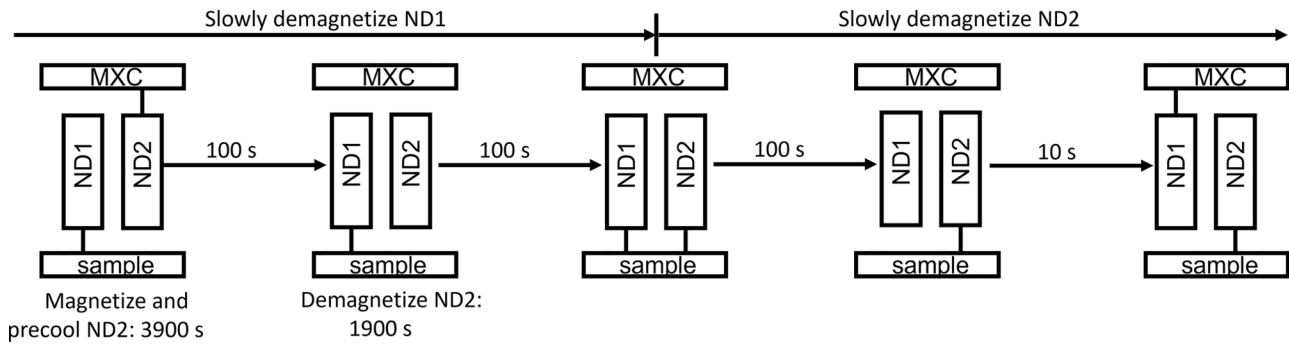 Slowly demagnetize ND1
Slowly demagnetize ND2
MXC
MXC
MXC
MXC
MXC
ND1
ND2
100 s
ND1
ND2
100 s
ND1
ND2
100 s
ND1
ND2
10 s
ND1
ND2
sample
sample
sample
sample
sample
Magnetize and
precool ND2: 3900 s
Demagnetize ND2:
1900 s